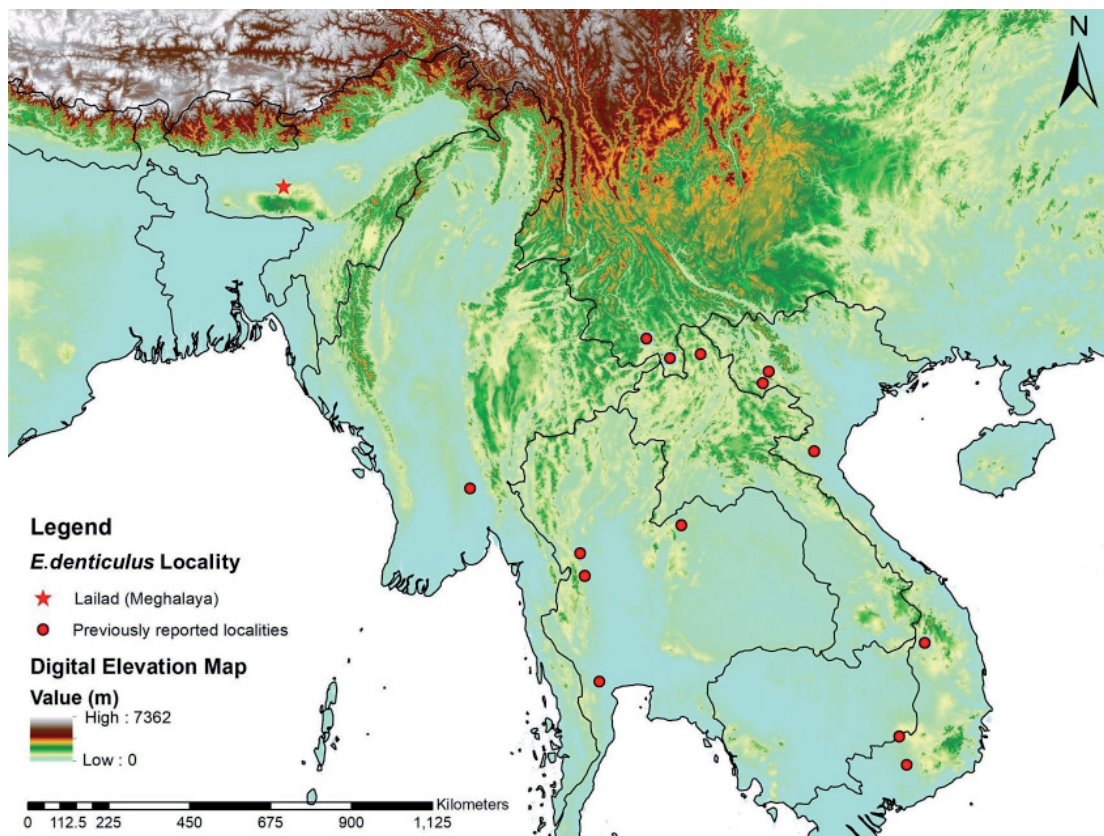 N
Legend
E.denticulus Locality
Lailad (Meghalaya)
Previously reported localities
Digital Elevation Map
Value (m)
High : 7362
Low : 0
Kilometers
0 112.5 225 450 675 900 1,125